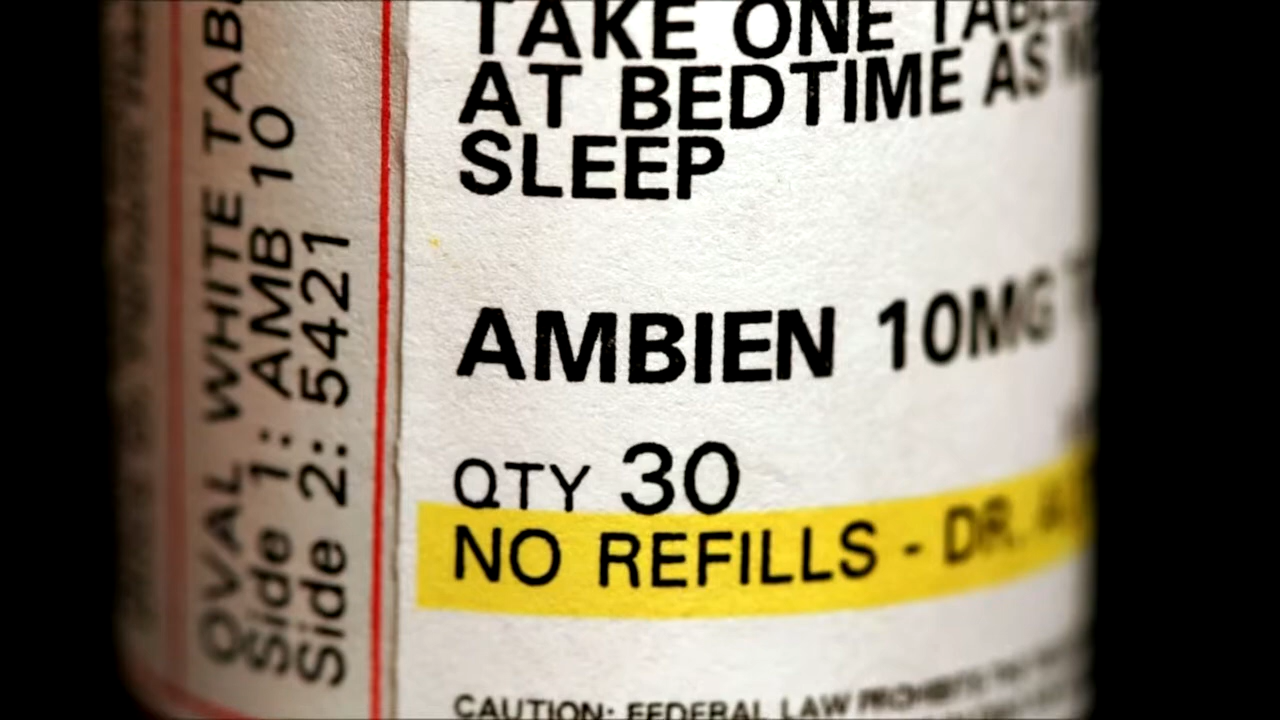 TAKE ONE
AT BEDTIME AS
SLEEP
AMBIEN 10MG
QTY 30
NO REFILLS - DR.
CAUTION: FEDERAL LAW PROHIBITS
OVAL WHITE TAB
Side 1: AMB 10
Side 2: 5421